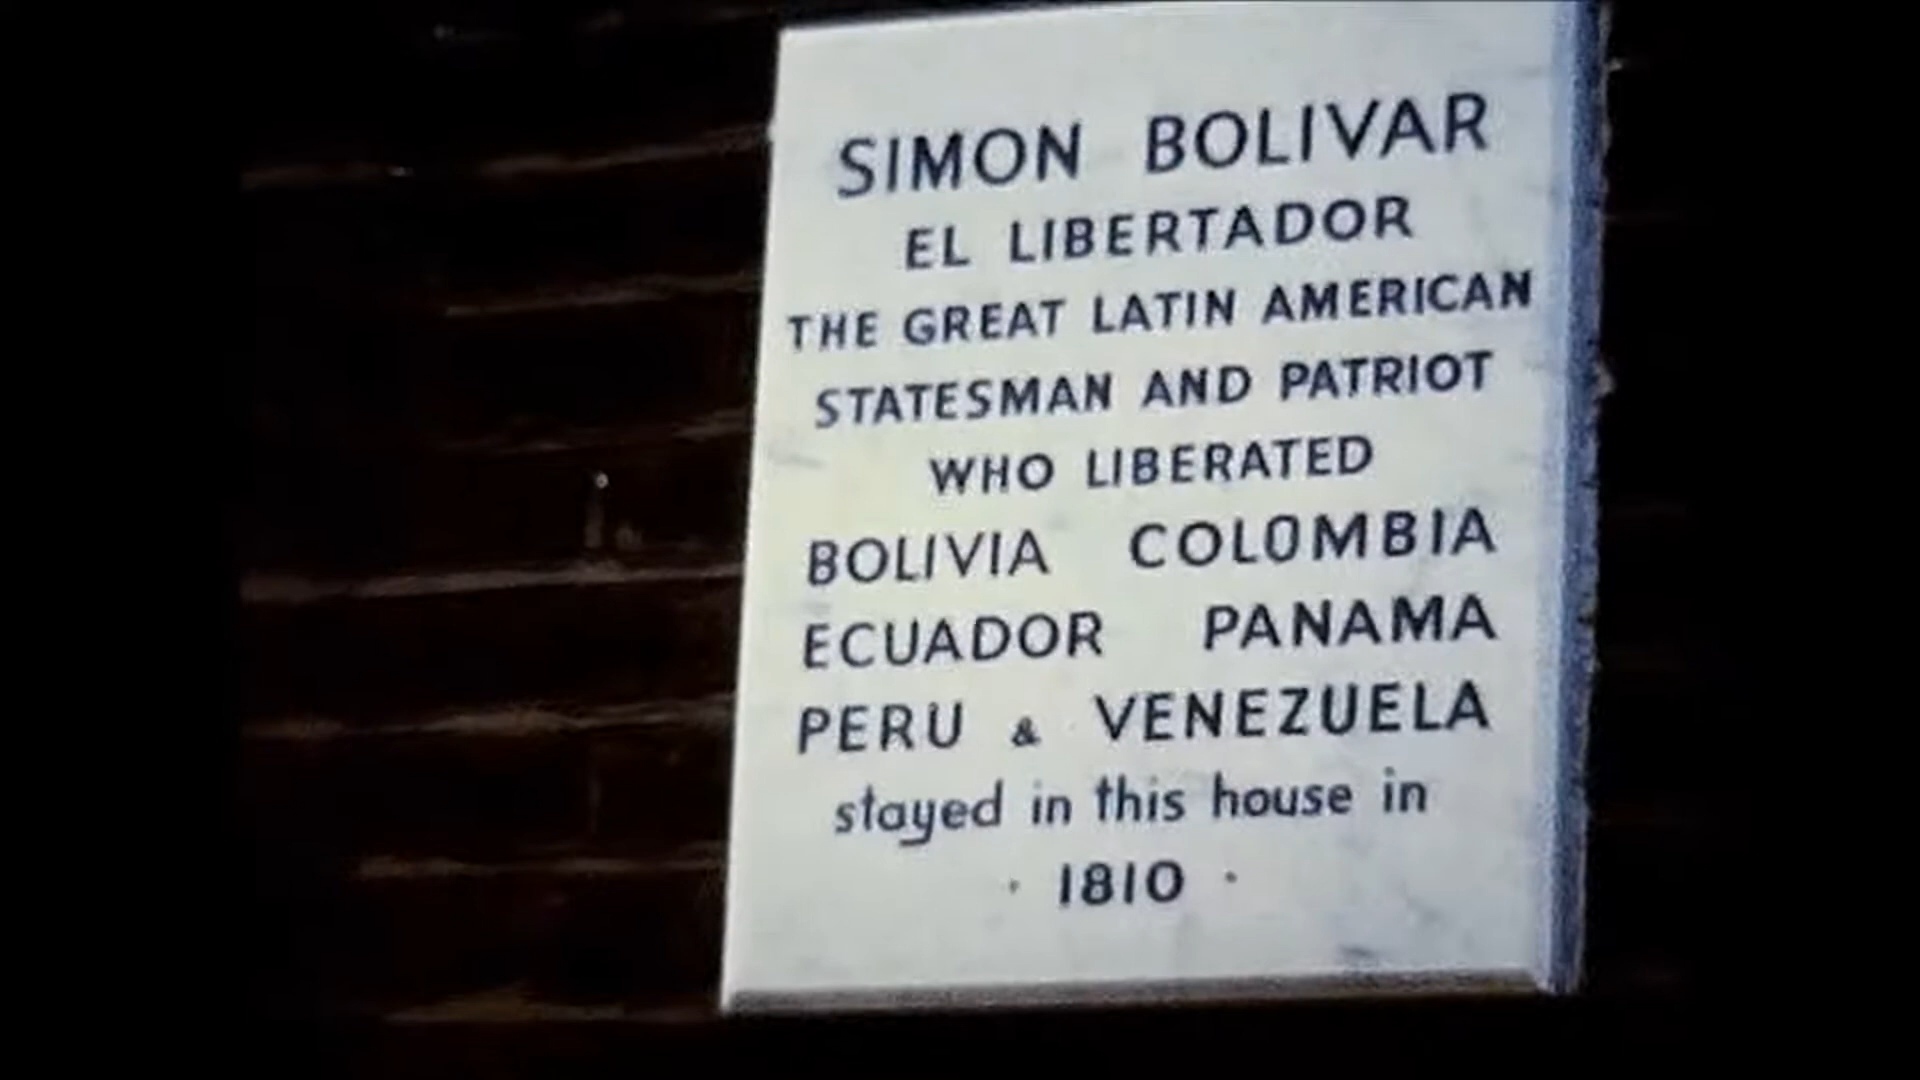 SIMON BOLIVAR
EL LIBERTADOR
THE GREAT LATIN AMERICAN
STATESMAN AND PATRIOT
WHO LIBERATED
BOLIVIA COLOMBIA
ECUADOR PANAMA
PERU & VENEZUELA
stayed in this house in
· 1810 ·